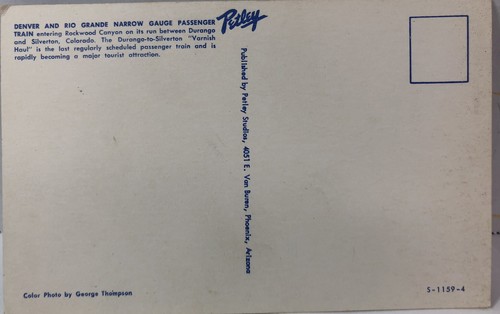 DENVER AND RIO GRANDE NARROW GAUGE PASSENGER
TRAIN entering Rockwood Canyon on its run between Durango
and Silverton, Colorado. The Durango-to-Silverton "Varnish
Haul" is the last regularly scheduled passenger train and is
rapidly becoming a major tourist attraction.
Petley
Published by Petley Studios, 4051 E. Van Buren, Phoenix, Arizona
Color Photo by George Thompson
S-1159-4